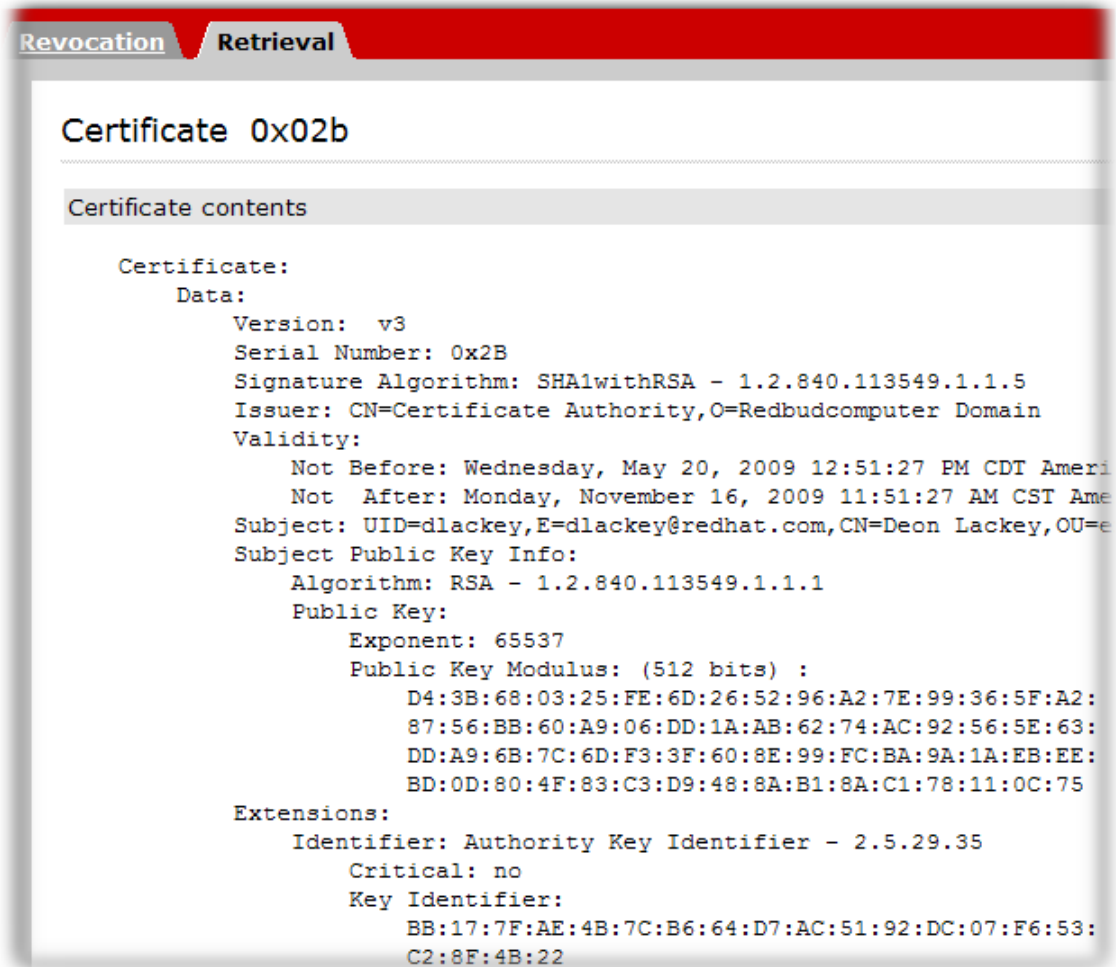 Revocation Retrieval
Certificate 0x02b
Certificate contents
Certificate:
Data:
Version: v3
Serial Number: 0x2B
Signature Algorithm: SHA1withRSA - 1.2.840.113549.1.1.5
Issuer: CN=Certificate Authority,O=Redbudcomputer Domain
Validity:
Not Before: Wednesday, May 20, 2009 12:51:27 PM CDT Ameri
Not After: Monday, November 16, 2009 11:51:27 AM CST Ame
Subject: UID=dlackey,E=dlackey@redhat.com,CN=Deon Lackey,OU=e
Subject Public Key Info:
Algorithm: RSA - 1.2.840.113549.1.1.1
Public Key:
Exponent: 65537
Public Key Modulus: (512 bits) :
D4:3B:68:03:25:FE:6D:26:52:96:A2:7E:99:36:5F:A2:
87:56:BB:60:A9:06:DD:1A:AB:62:74:AC:92:56:5E:63:
DD:A9:6B:7C:6D:F3:3F:60:8E:99:FC:BA:9A:1A:EB:EE:
BD:0D:80:4F:83:C3:D9:48:8A:B1:8A:C1:78:11:0C:75
Extensions:
Identifier: Authority Key Identifier - 2.5.29.35
Critical: no
Key Identifier:
BB:17:7F:AE:4B:7C:B6:64:D7:AC:51:92:DC:07:F6:53:
C2:8F:4B:22